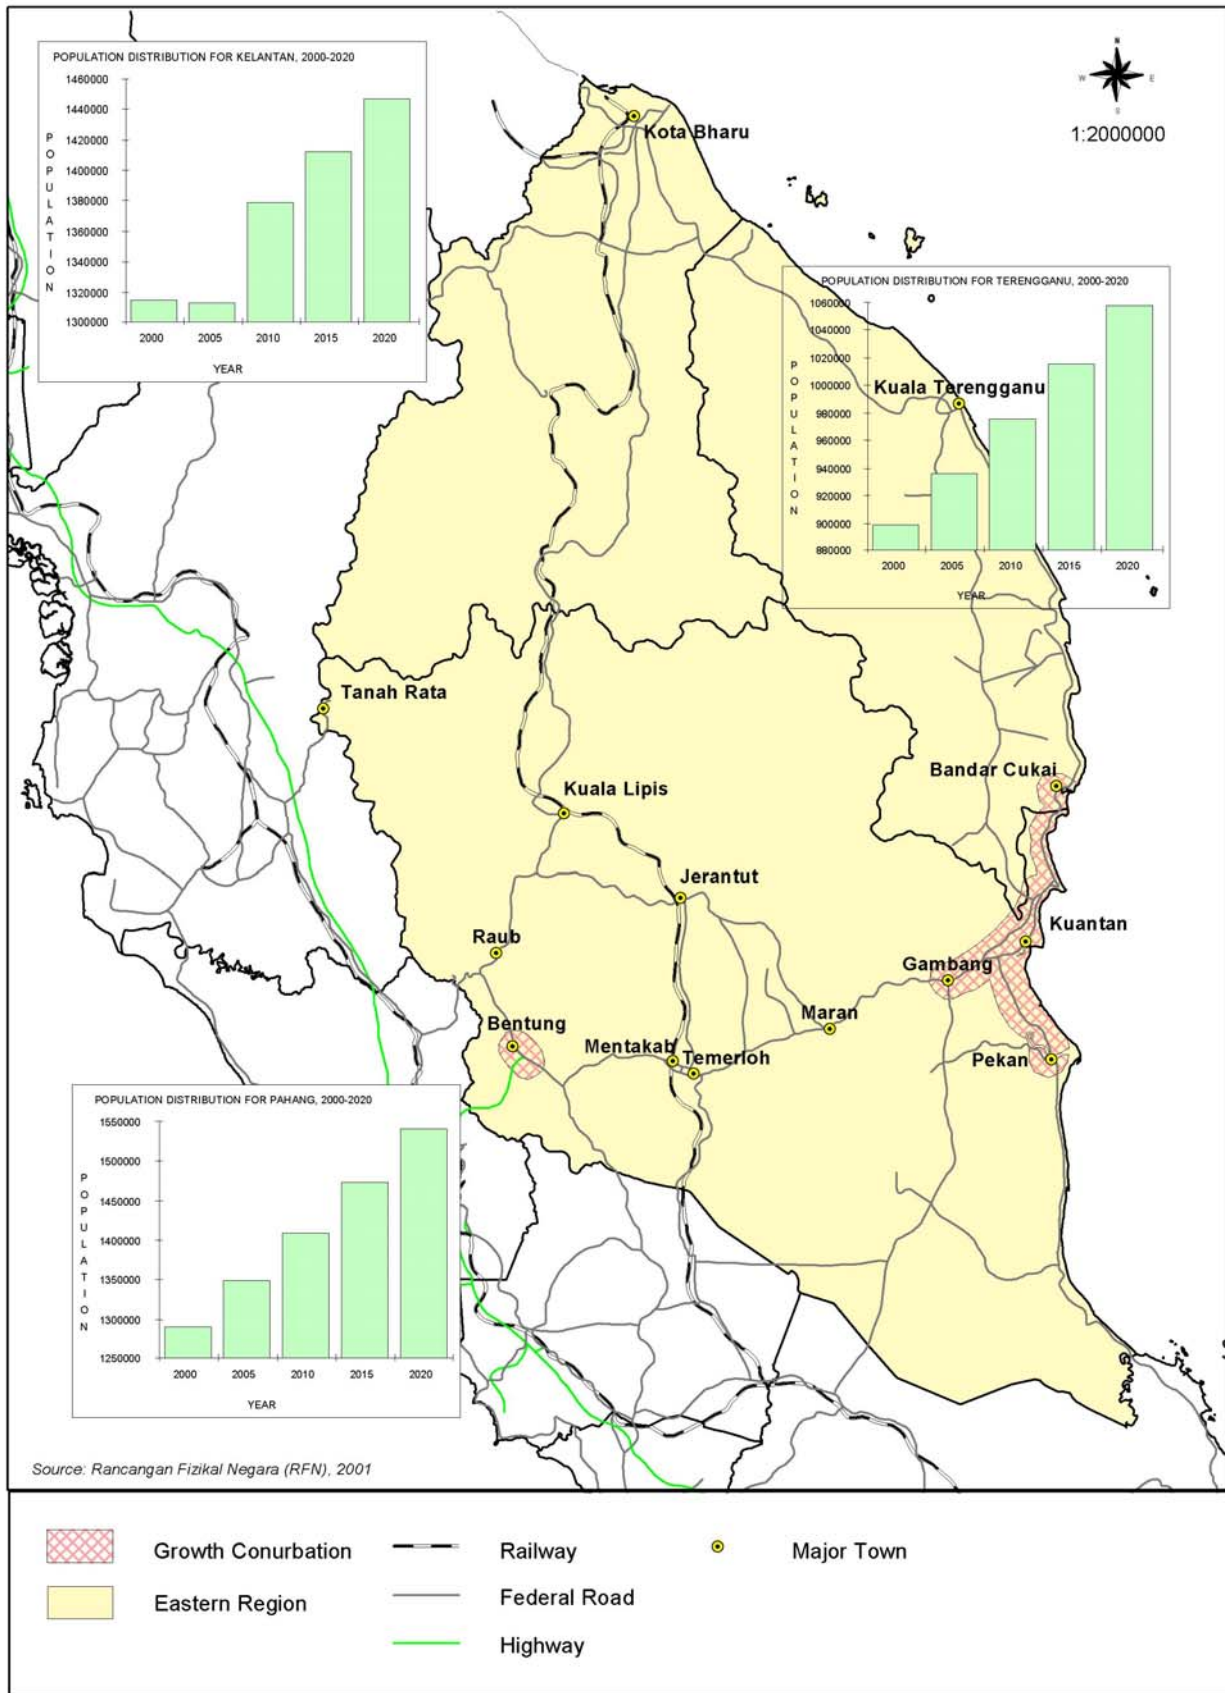 POPULATION DISTRIBUTION FOR KELANTAN, 2000-2020
1460000
1440000
1420000
1400000
1380000
1360000
1340000
1320000
1300000
POPULATION
2000 2005 2010 2015 2020
YEAR
N
W E
S
1:2000000
Kota Bharu
POPULATION DISTRIBUTION FOR TERENGGANU, 2000-2020
1060000
1040000
1020000
1000000
980000
960000
940000
920000
900000
880000
POPULATION
2000 2005 2010 2015 2020
YEAR
Kuala Terengganu
Tanah Rata
Bandar Cukai
Kuala Lipis
Jerantut
Kuantan
Raub
Gambang
Maran
Bentung
Mentakab
Temerloh
Pekan
POPULATION DISTRIBUTION FOR PAHANG, 2000-2020
1550000
1500000
1450000
1400000
1350000
1300000
1250000
POPULATION
2000 2005 2010 2015 2020
YEAR
Source: Rancangan Fizikal Negara (RFN), 2001
Growth Conurbation
Railway
Major Town
Eastern Region
Federal Road
Highway